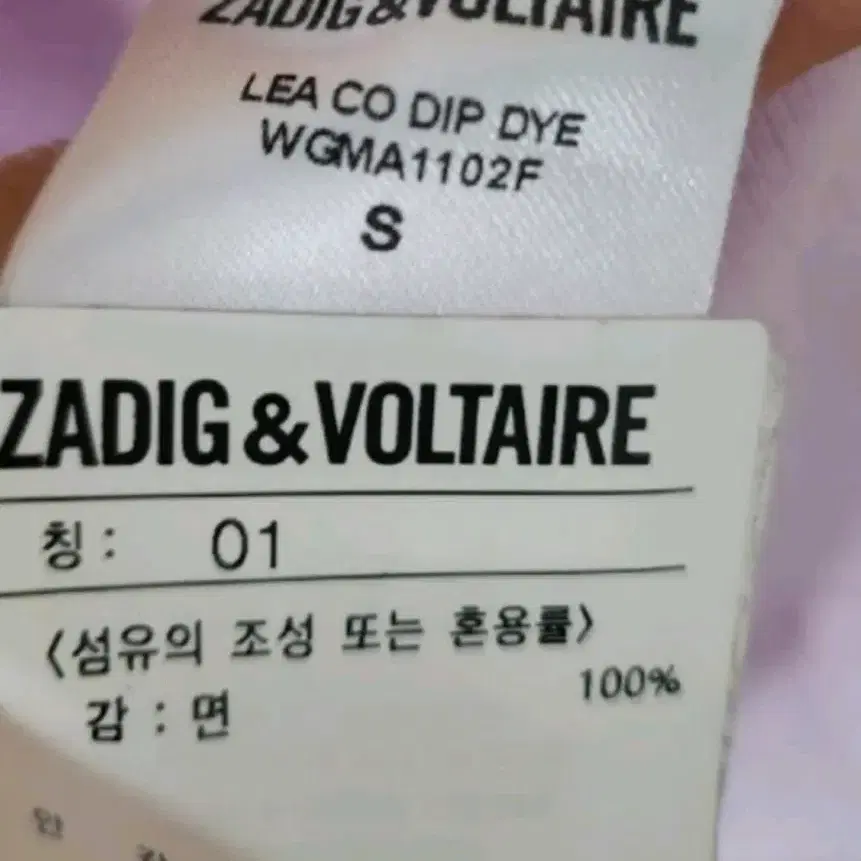 ZADIG&VOLTAIRE
LEA CO DIP DYE
WGMA1102F
S
ZADIG&VOLTAIRE
칭: 01
<섬유의 조성 또는 혼용률>
감 : 면 100%
안